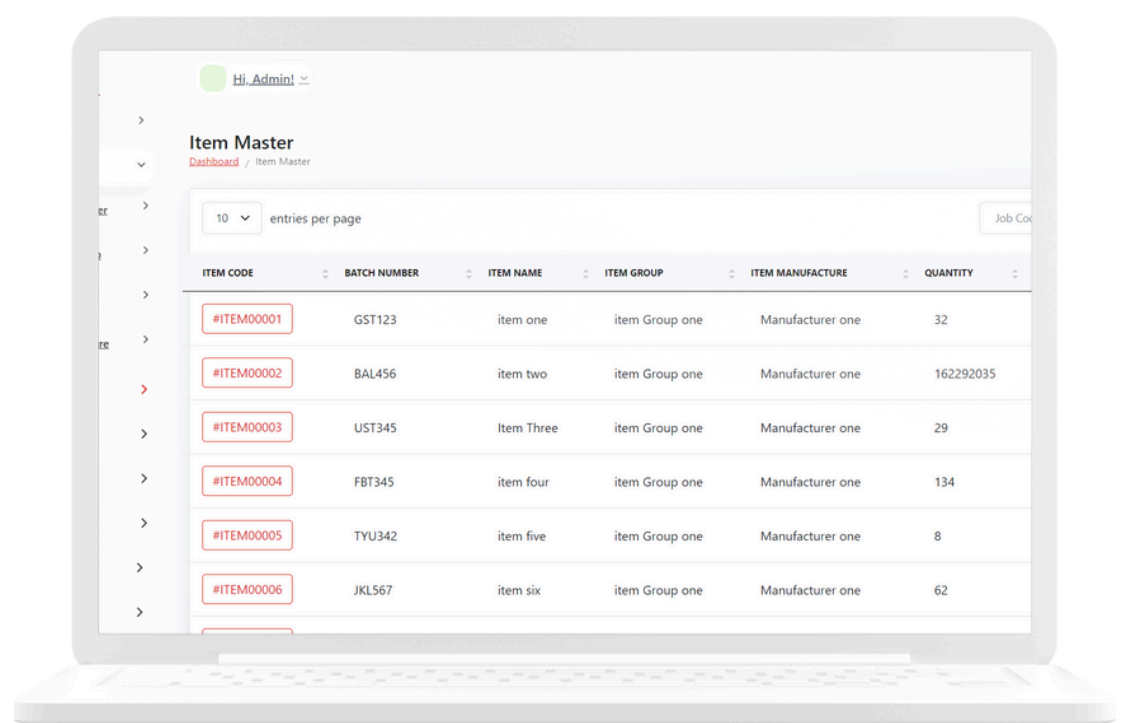 Hi, Admin!
Item Master
Dashboard / Item Master
10 entries per page
ITEM CODE BATCH NUMBER ITEM NAME ITEM GROUP ITEM MANUFACTURE QUANTITY
#ITEM00001 GST123 item one item Group one Manufacturer one 32
#ITEM00002 BAL456 item two item Group one Manufacturer one 162292035
#ITEM00003 UST345 Item Three item Group one Manufacturer one 29
#ITEM00004 FBT345 item four item Group one Manufacturer one 134
#ITEM00005 TYU342 item five item Group one Manufacturer one 8
#ITEM00006 JKL567 item six item Group one Manufacturer one 62
er
re
Job